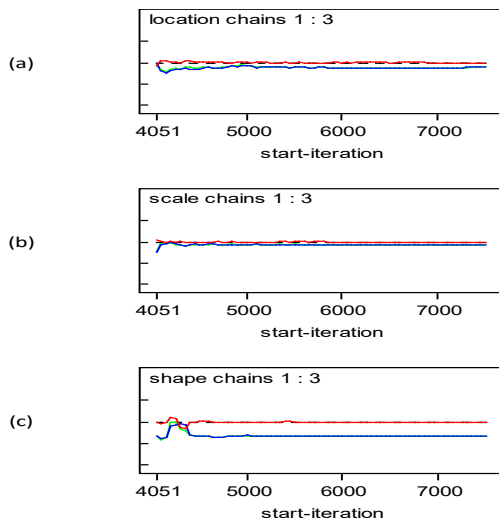 location chains 1 : 3
(a)
4051 5000 6000 7000
start-iteration
scale chains 1 : 3
(b)
4051 5000 6000 7000
start-iteration
shape chains 1 : 3
(c)
4051 5000 6000 7000
start-iteration